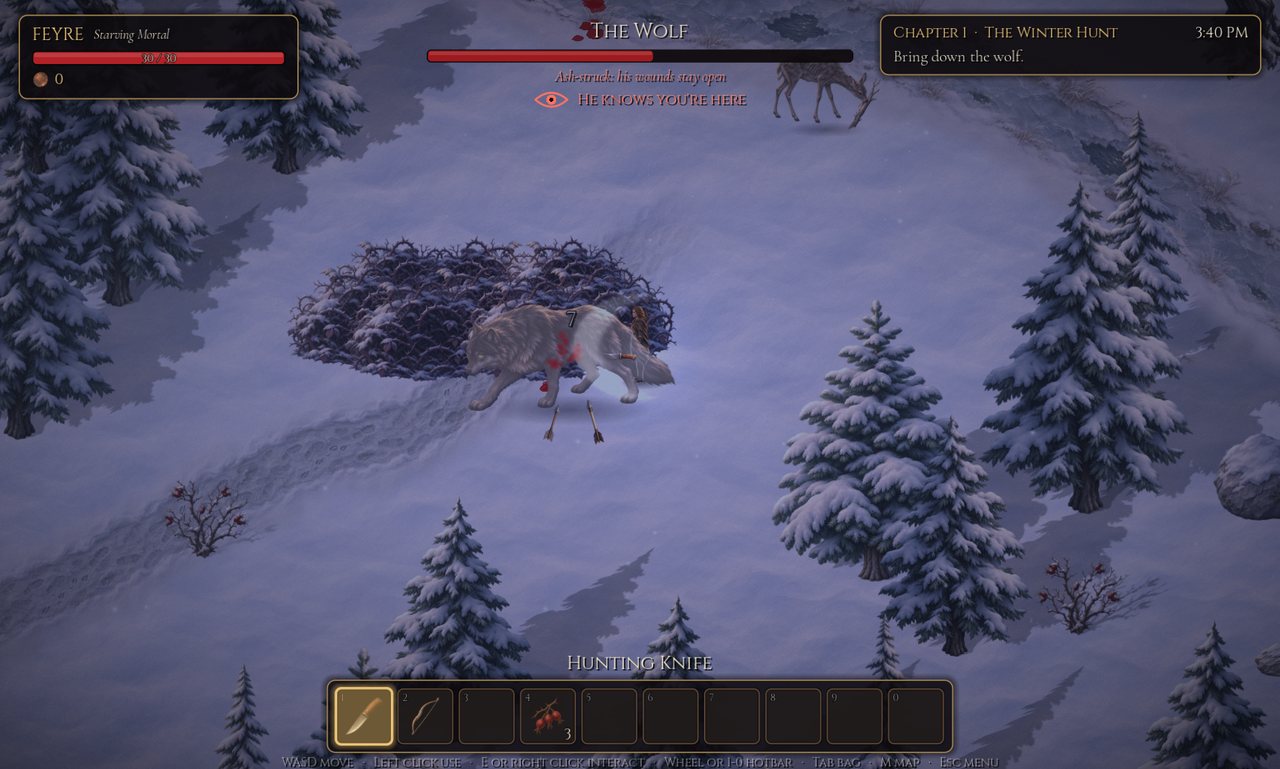 FEYRE Starving Mortal
30 / 30
0
THE WOLF
Ash-struck: his wounds stay open
HE KNOWS YOU'RE HERE
CHAPTER I · THE WINTER HUNT 3:40 PM
Bring down the wolf.
7
HUNTING KNIFE
1 2 3 4 5 6 7 8 9 0
3
WASD MOVE · LEFT CLICK USE · E OR RIGHT CLICK INTERACT · WHEEL OR 1-0 HOTBAR · TAB BAG · M MAP · ESC MENU